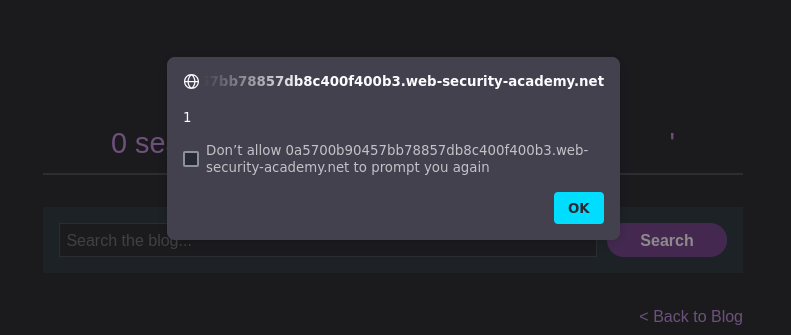 7bb78857db8c400f400b3.web-security-academy.net
1
Don’t allow 0a5700b90457bb78857db8c400f400b3.web-
security-academy.net to prompt you again
OK
0 se
'
Search the blog...
Search
< Back to Blog